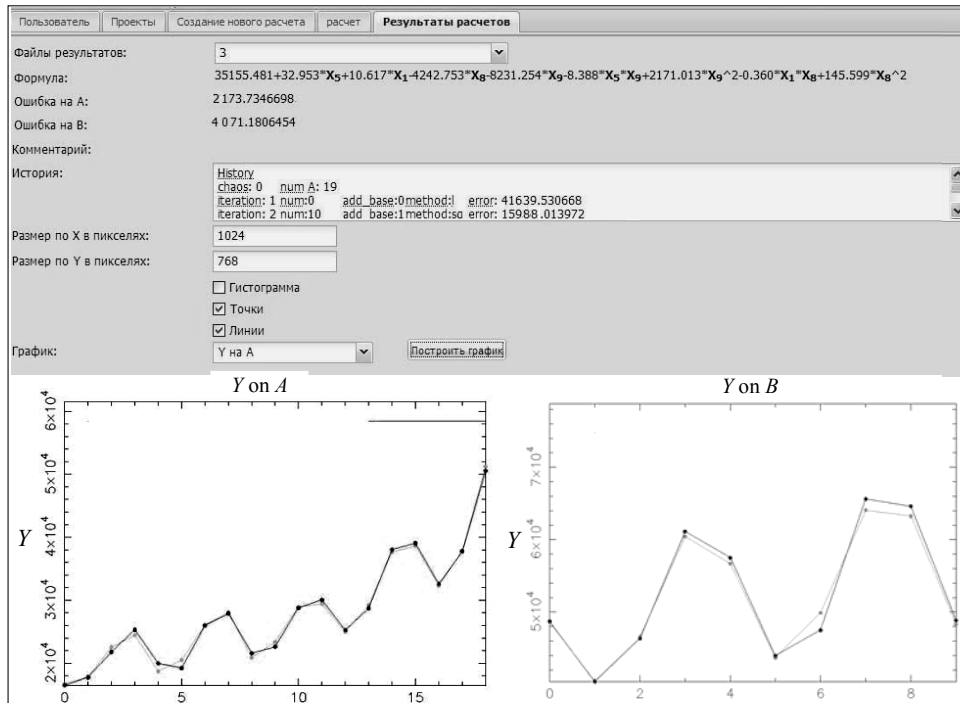 Пользователь Проекты Создание нового расчета расчет Результаты расчетов
Файлы результатов: 3
Формула: 35155.481+32.953*X5+10.617*X1-4242.753*X8-8231.254*X9-8.388*X5*X9+2171.013*X9^2-0.360*X1*X8+145.599*X8^2
Ошибка на A: 2173.7346698
Ошибка на B: 4 071.1806454
Комментарий:
История: History
chaos: 0 num A: 19
iteration: 1 num:0 add_base:0 method:l error: 41639.530668
iteration: 2 num:10 add_base:1 method:sq error: 15988.013972
Размер по X в пикселях: 1024
Размер по Y в пикселях: 768
Гистограмма
Точки
Линии
График: Y на A Построить график
Y on A Y on B
6×10^4
5×10^4
4×10^4
3×10^4
2×10^4
Y
0 5 10 15
7×10^4
6×10^4
5×10^4
Y
0 2 4 6 8